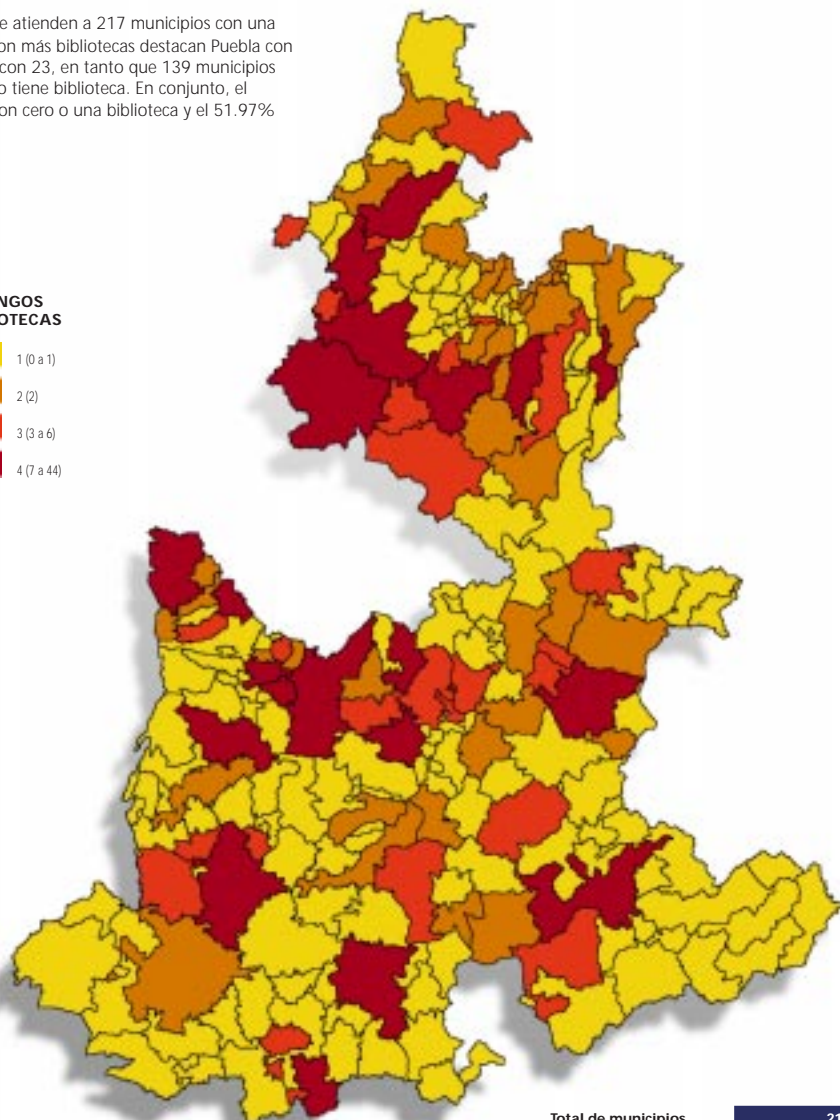 e atienden a 217 municipios con una
on más bibliotecas destacan Puebla con
con 23, en tanto que 139 municipios
o tiene biblioteca. En conjunto, el
on cero o una biblioteca y el 51.97%
NGOS
OTECAS
1 (0 a 1)
2 (2)
3 (3 a 6)
4 (7 a 44)
Total de municipios